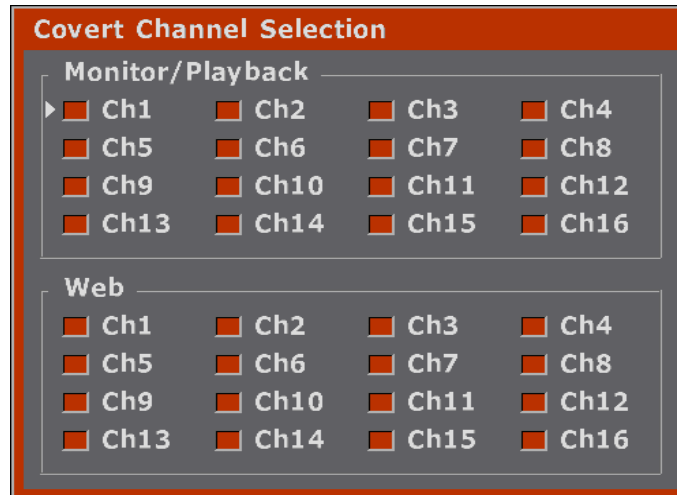 Covert Channel Selection
Monitor/Playback
Ch1 Ch2 Ch3 Ch4
Ch5 Ch6 Ch7 Ch8
Ch9 Ch10 Ch11 Ch12
Ch13 Ch14 Ch15 Ch16
Web
Ch1 Ch2 Ch3 Ch4
Ch5 Ch6 Ch7 Ch8
Ch9 Ch10 Ch11 Ch12
Ch13 Ch14 Ch15 Ch16